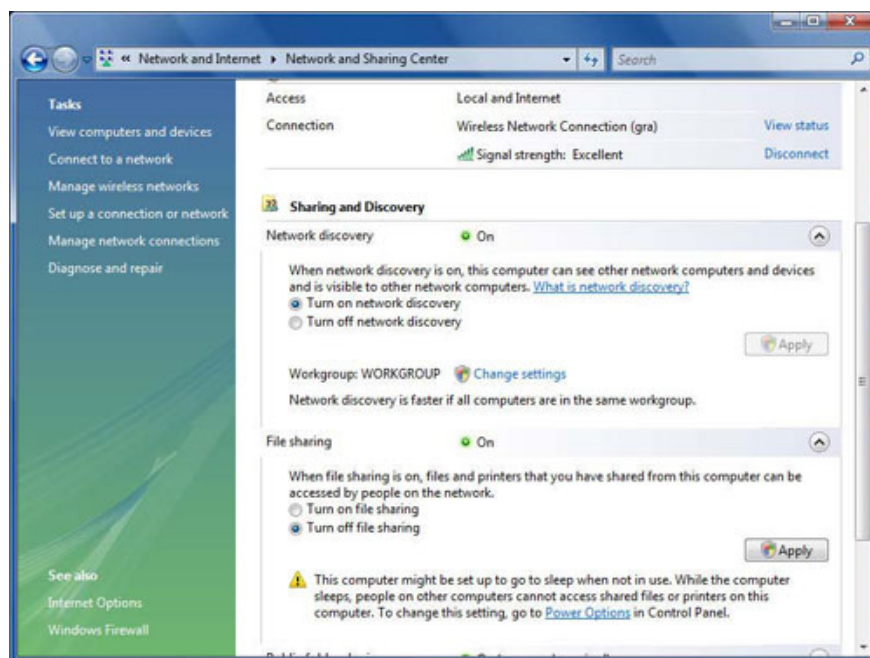 « Network and Internet ▸ Network and Sharing Center
Search
Tasks
View computers and devices
Connect to a network
Manage wireless networks
Set up a connection or network
Manage network connections
Diagnose and repair
See also
Internet Options
Windows Firewall
Access Local and Internet
Connection Wireless Network Connection (gra) View status
Signal strength: Excellent Disconnect
Sharing and Discovery
Network discovery On
When network discovery is on, this computer can see other network computers and devices
and is visible to other network computers. What is network discovery?
Turn on network discovery
Turn off network discovery
Apply
Workgroup: WORKGROUP Change settings
Network discovery is faster if all computers are in the same workgroup.
File sharing On
When file sharing is on, files and printers that you have shared from this computer can be
accessed by people on the network.
Turn on file sharing
Turn off file sharing
Apply
This computer might be set up to go to sleep when not in use. While the computer
sleeps, people on other computers cannot access shared files or printers on this
computer. To change this setting, go to Power Options in Control Panel.